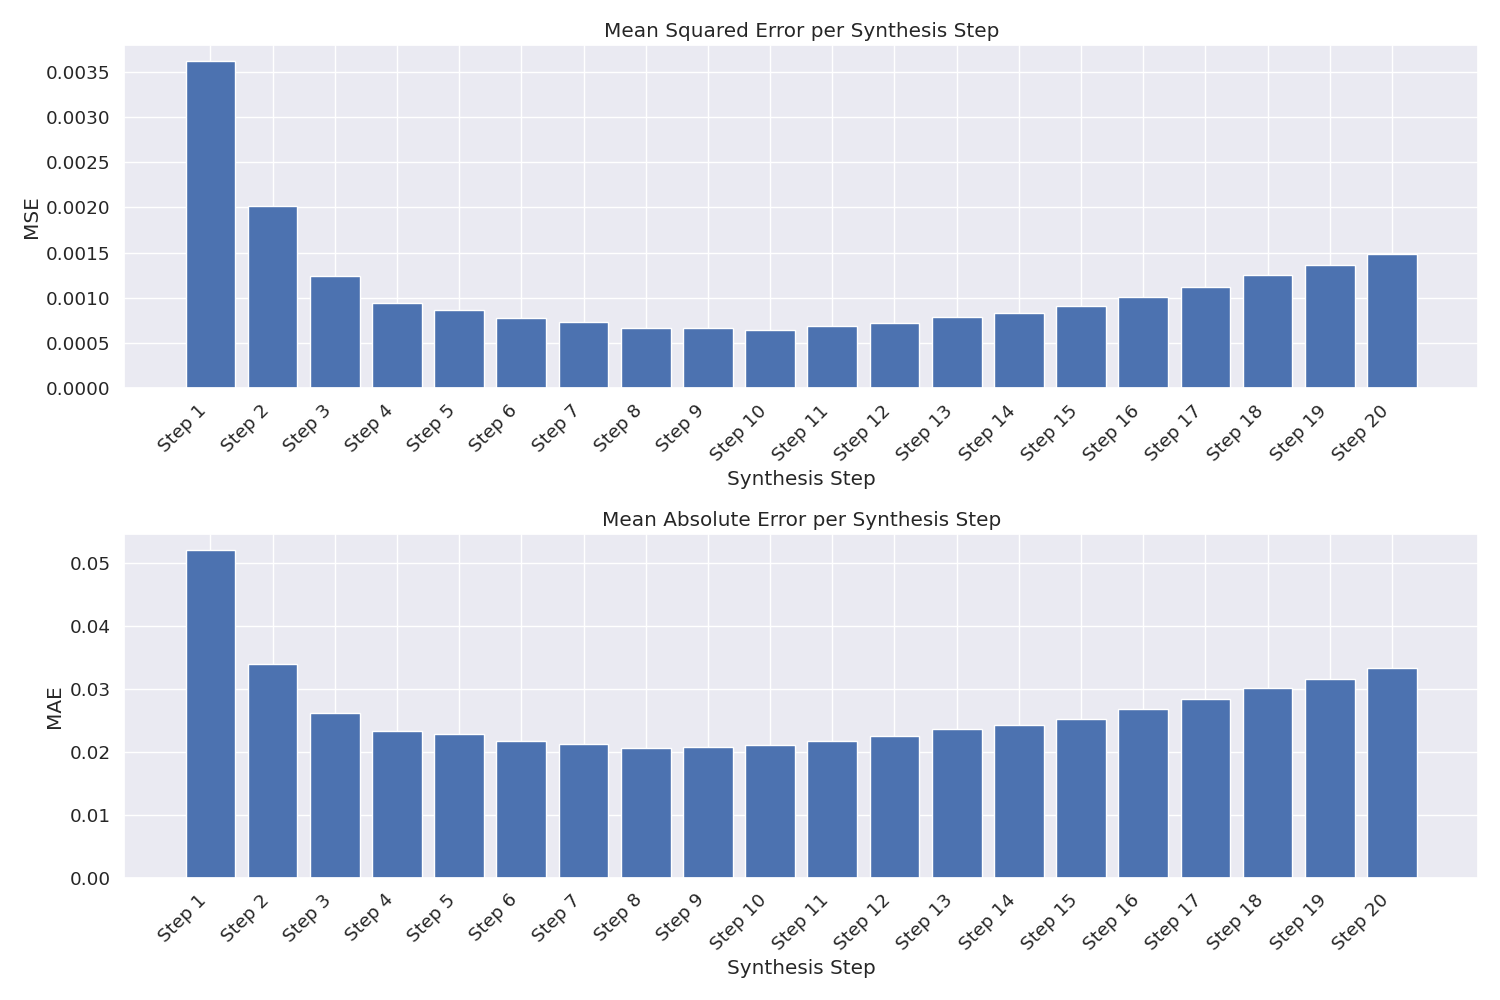 Mean Squared Error per Synthesis Step
0.0035
0.0030
0.0025
0.0020
0.0015
0.0010
0.0005
0.0000
MSE
Step 1
Step 2
Step 3
Step 4
Step 5
Step 6
Step 7
Step 8
Step 9
Step 10
Step 11
Step 12
Step 13
Step 14
Step 15
Step 16
Step 17
Step 18
Step 19
Step 20
Synthesis Step
Mean Absolute Error per Synthesis Step
0.05
0.04
0.03
0.02
0.01
0.00
MAE
Step 1
Step 2
Step 3
Step 4
Step 5
Step 6
Step 7
Step 8
Step 9
Step 10
Step 11
Step 12
Step 13
Step 14
Step 15
Step 16
Step 17
Step 18
Step 19
Step 20
Synthesis Step